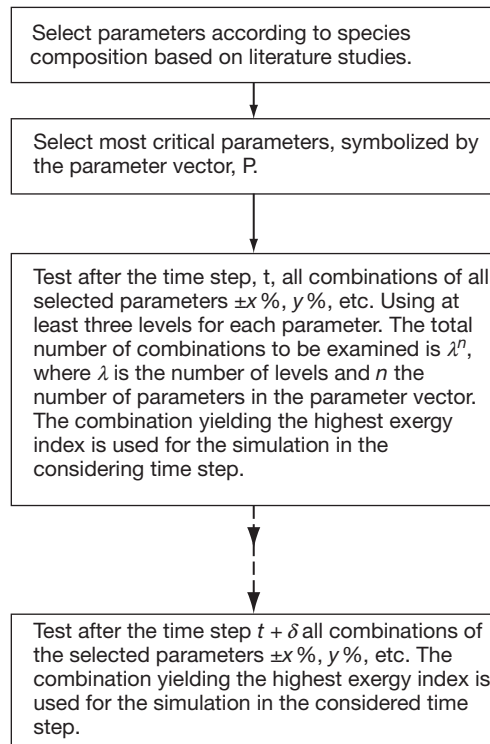 Select parameters according to species
composition based on literature studies.
Select most critical parameters, symbolized by
the parameter vector, P.
Test after the time step, t, all combinations of all
selected parameters ±x %, y %, etc. Using at
least three levels for each parameter. The total
number of combinations to be examined is λⁿ,
where λ is the number of levels and n the
number of parameters in the parameter vector.
The combination yielding the highest exergy
index is used for the simulation in the
considering time step.
Test after the time step t + δ all combinations of
the selected parameters ±x %, y %, etc. The
combination yielding the highest exergy index is
used for the simulation in the considered time
step.